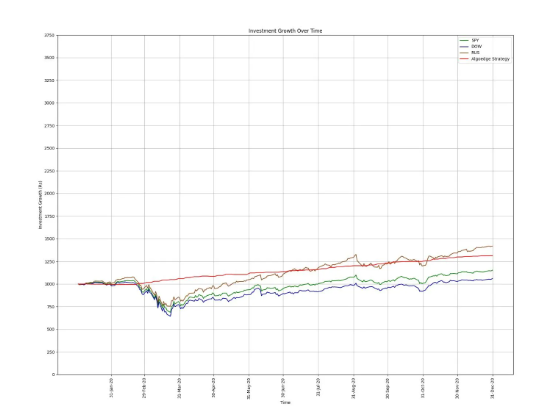 Investment Growth Over Time
SPY
DOW
Algoedge Strategy
3750
3500
3250
3000
2750
2500
2250
2000
1750
1500
1250
1000
750
500
250
0
Investment Growth (Rs)
31-Jan-20
29-Feb-20
31-Mar-20
30-Apr-20
31-May-20
30-Jun-20
31-Jul-20
31-Aug-20
30-Sep-20
31-Oct-20
30-Nov-20
31-Dec-20
Time